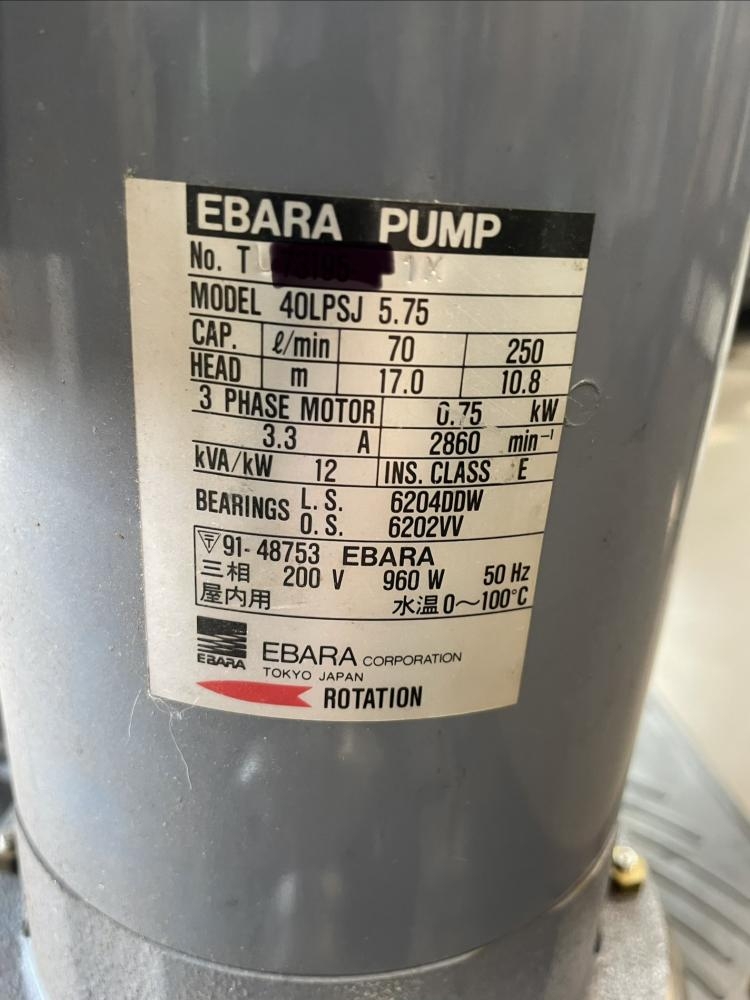 EBARA PUMP
No. T 1X
MODEL 40LPSJ 5.75
CAP. ℓ/min 70 250
HEAD m 17.0 10.8
3 PHASE MOTOR 0.75 kW
3.3 A 2860 min⁻¹
kVA/kW 12 INS. CLASS E
BEARINGS L.S. 6204DDW
O.S. 6202VV
91-48753 EBARA
三相 200 V 960 W 50 Hz
屋内用 水温 0~100°C
EBARA
EBARA CORPORATION
TOKYO JAPAN
ROTATION